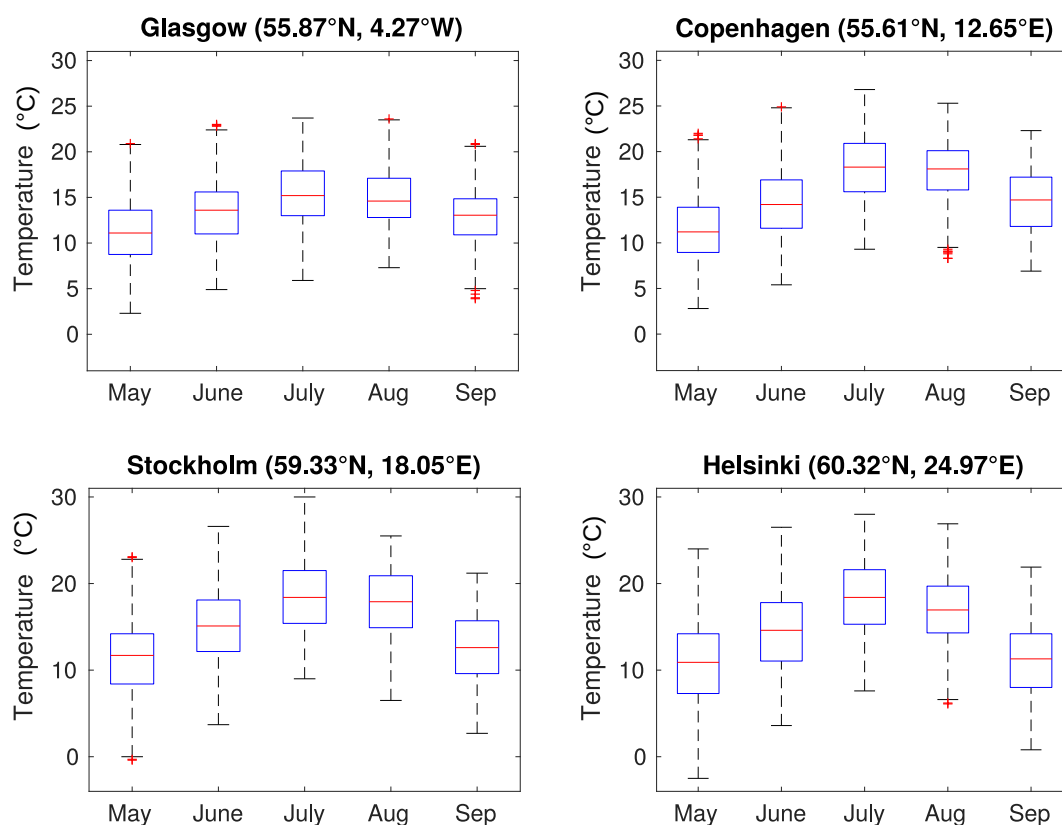 Glasgow (55.87°N, 4.27°W)
Temperature (°C)
30
25
20
15
10
5
0
May June July Aug Sep
Copenhagen (55.61°N, 12.65°E)
Temperature (°C)
30
25
20
15
10
5
0
May June July Aug Sep
Stockholm (59.33°N, 18.05°E)
Temperature (°C)
30
20
10
0
May June July Aug Sep
Helsinki (60.32°N, 24.97°E)
Temperature (°C)
30
20
10
0
May June July Aug Sep